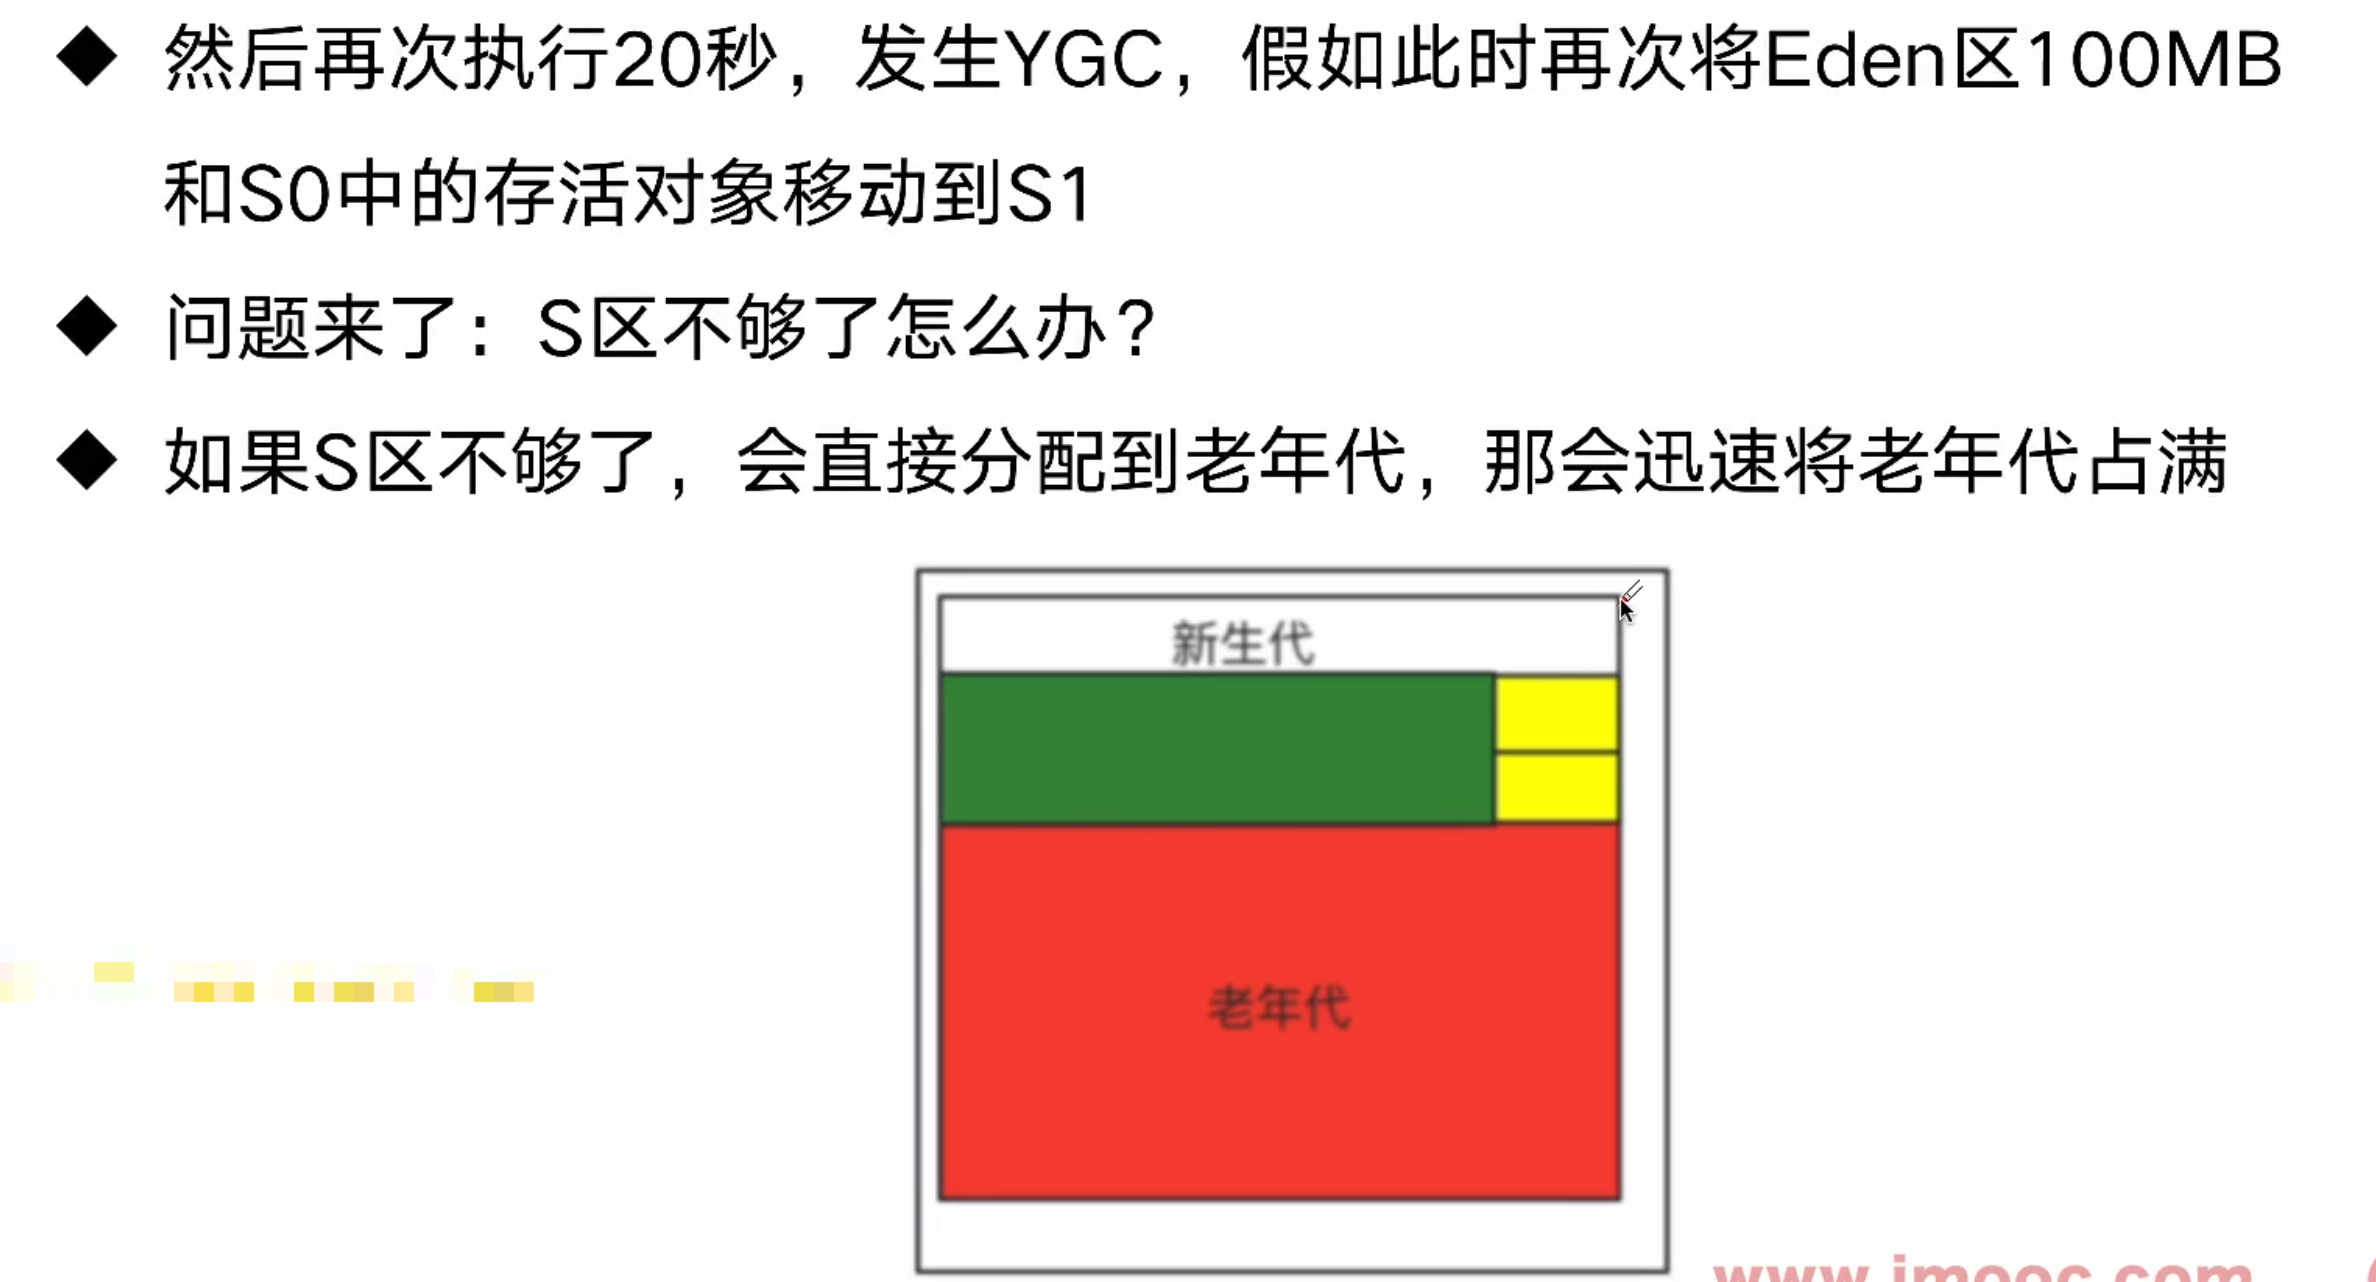 然后再次执行20秒，发生YGC，假如此时再次将Eden区100MB
和S0中的存活对象移动到S1
问题来了：S区不够了怎么办？
如果S区不够了，会直接分配到老年代，那会迅速将老年代占满
新生代
老年代
www.imooc.com